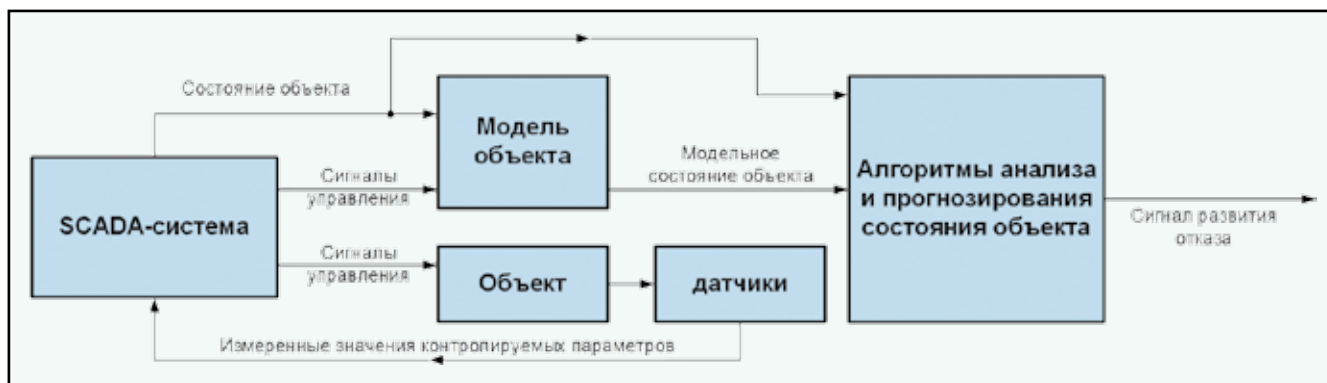 Состояние объекта
Модель
объекта
Сигналы
управления
SCADA-система
Сигналы
управления
Объект
датчики
Измеренные значения контролируемых параметров
Модельное
состояние объекта
Алгоритмы анализа
и прогнозирования
состояния объекта
Сигнал развития
отказа